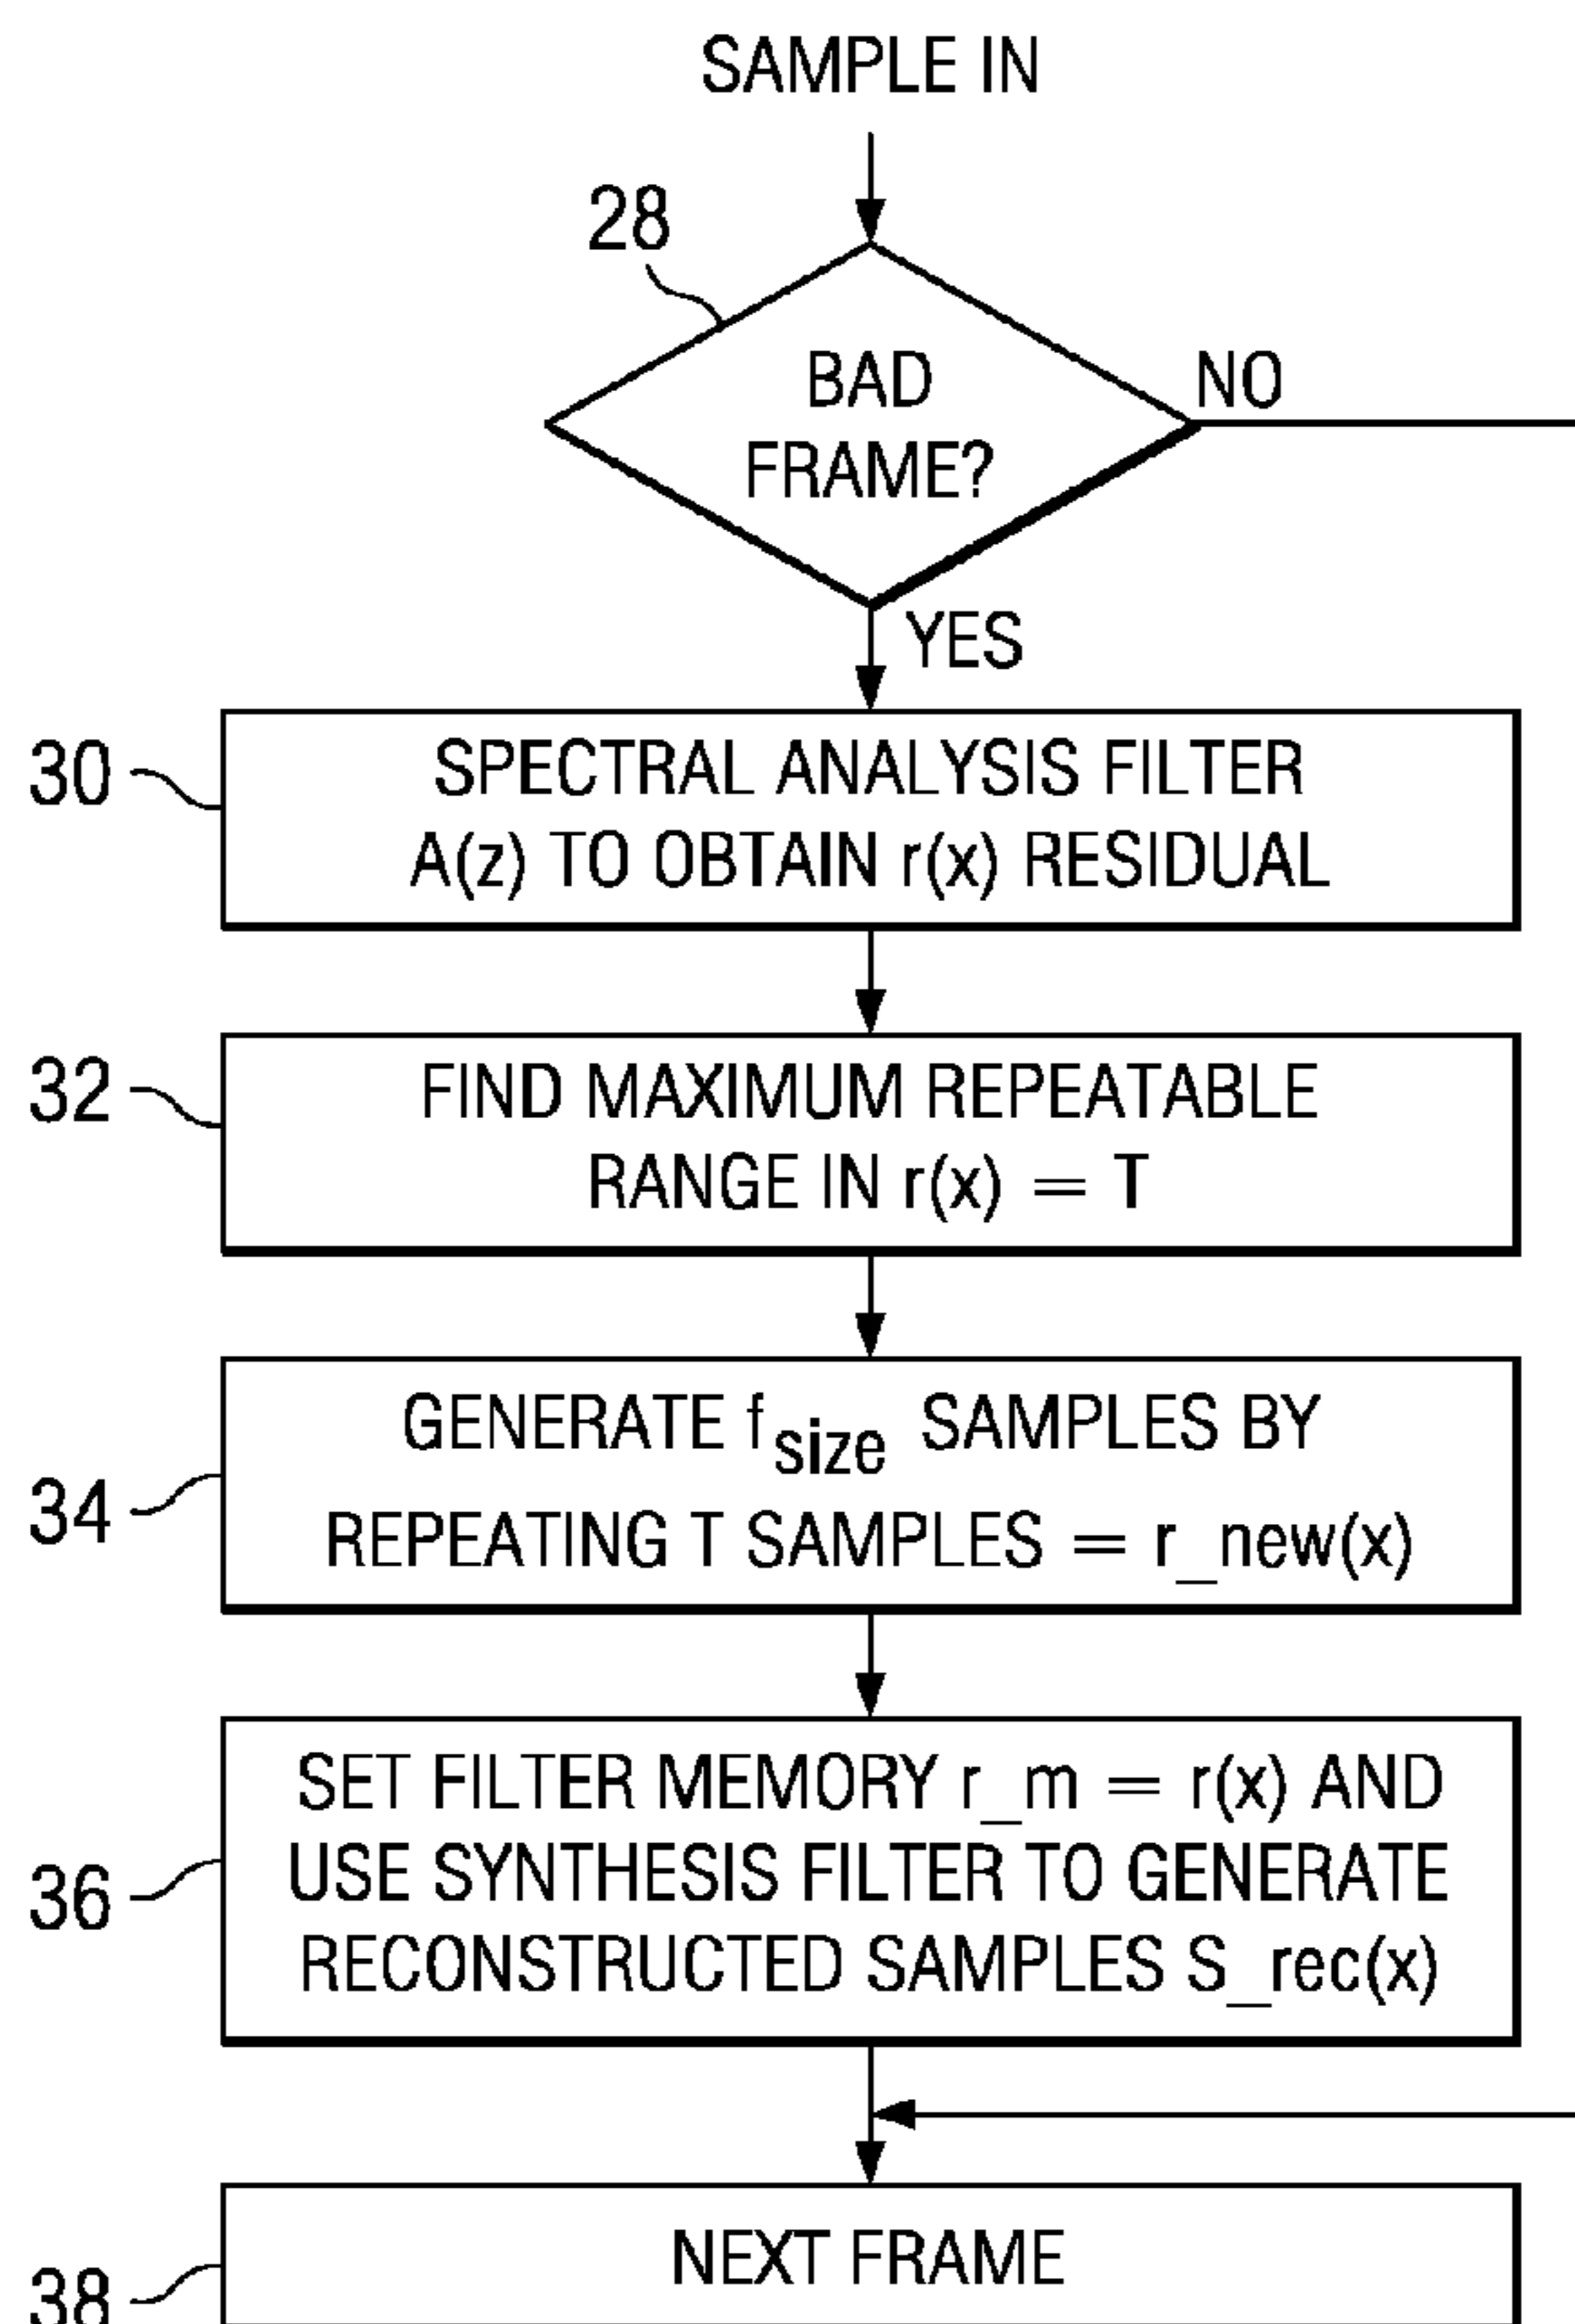 SAMPLE IN
28
BAD
FRAME?
NO
YES
30
SPECTRAL ANALYSIS FILTER
A(z) TO OBTAIN r(x) RESIDUAL
32
FIND MAXIMUM REPEATABLE
RANGE IN r(x) = T
34
GENERATE fsize SAMPLES BY
REPEATING T SAMPLES = r_new(x)
36
SET FILTER MEMORY r_m = r(x) AND
USE SYNTHESIS FILTER TO GENERATE
RECONSTRUCTED SAMPLES S_rec(x)
38
NEXT FRAME